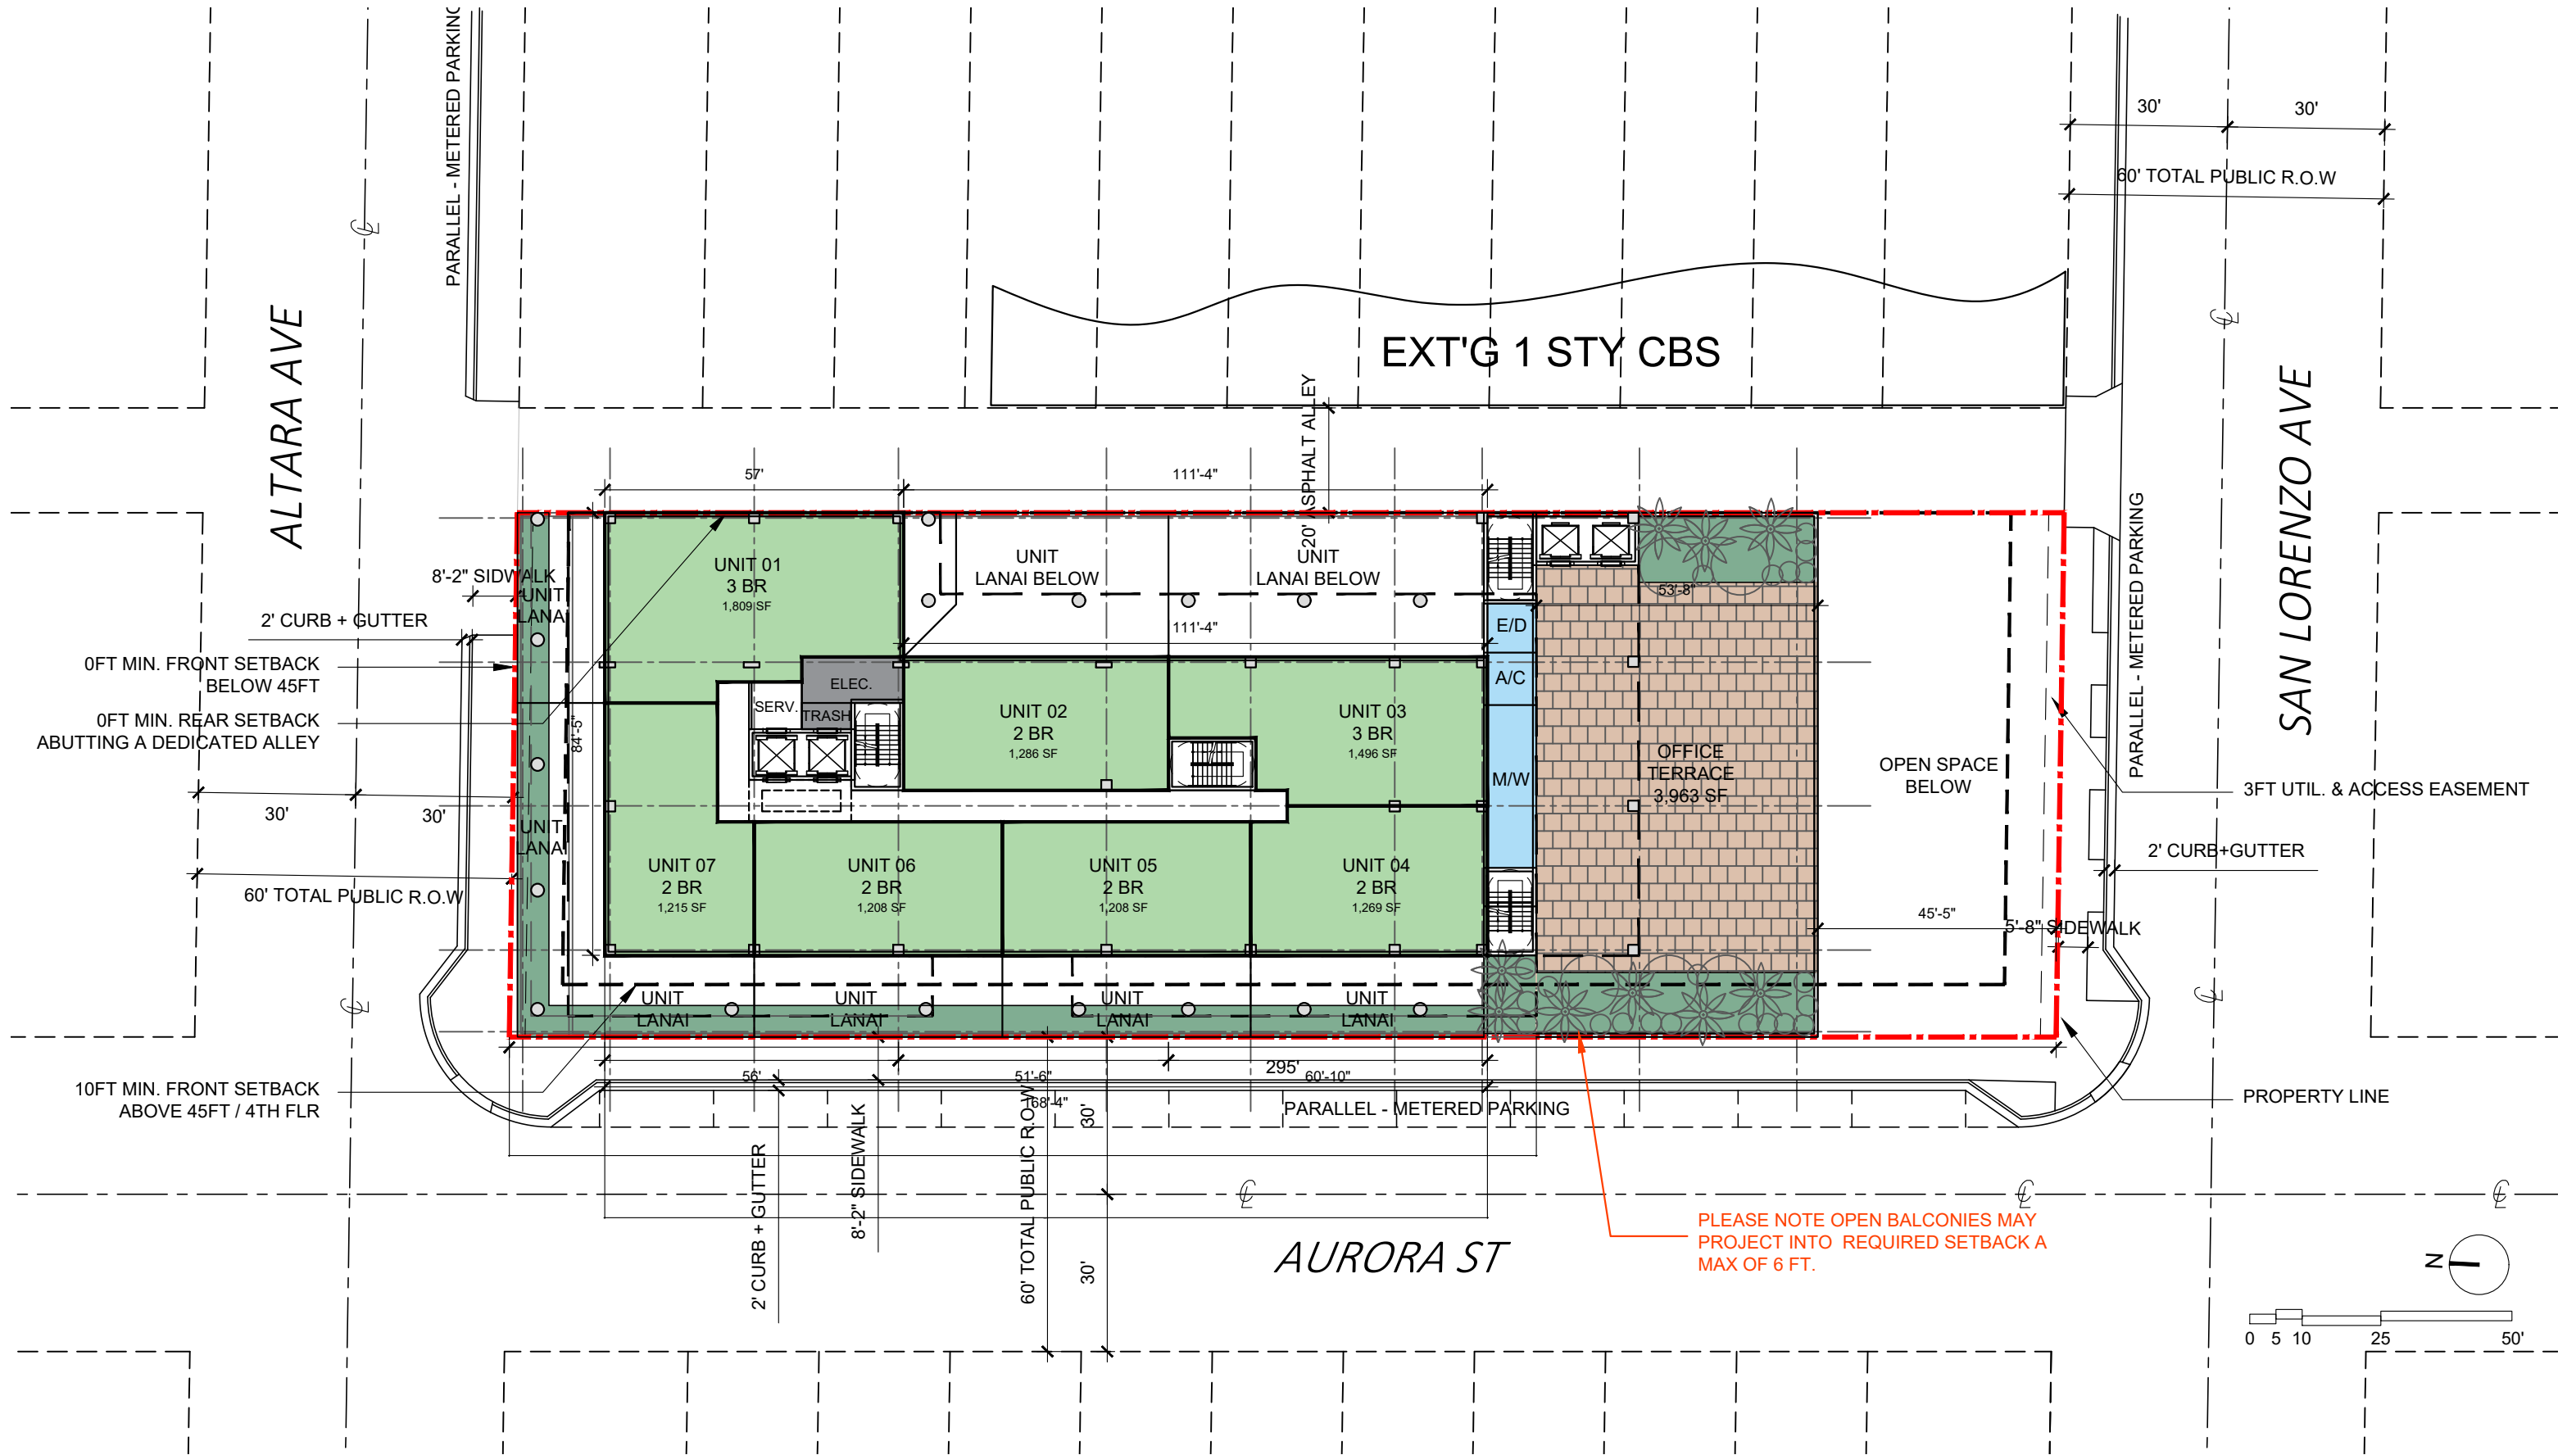 PARALLEL - METERED PARKING
30'
30'
60' TOTAL PUBLIC R.O.W
ALTARA AVE
EXT'G 1 STY CBS
SAN LORENZO AVE
20' ASPHALT ALLEY
57'
111'-4"
PARALLEL - METERED PARKING
8'-2" SIDWALK
2' CURB + GUTTER
0FT MIN. FRONT SETBACK
BELOW 45FT
0FT MIN. REAR SETBACK
ABUTTING A DEDICATED ALLEY
30'
30'
60' TOTAL PUBLIC R.O.W
10FT MIN. FRONT SETBACK
ABOVE 45FT / 4TH FLR
UNIT
LANAI
UNIT
LANAI
84'-5"
UNIT 01
3 BR
1,809 SF
UNIT
LANAI BELOW
UNIT
LANAI BELOW
111'-4"
ELEC.
SERV.
TRASH
UNIT 02
2 BR
1,286 SF
UNIT 03
3 BR
1,496 SF
E/D
A/C
M/W
53'-8"
OFFICE
TERRACE
3,963 SF
OPEN SPACE
BELOW
45'-5"
5'-8" SIDEWALK
3FT UTIL. & ACCESS EASEMENT
2' CURB+GUTTER
PROPERTY LINE
UNIT 07
2 BR
1,215 SF
UNIT 06
2 BR
1,208 SF
UNIT 05
2 BR
1,208 SF
UNIT 04
2 BR
1,269 SF
UNIT
LANAI
UNIT
LANAI
UNIT
LANAI
UNIT
LANAI
56'
51'-6"
295'
60'-10"
168'-4"
PARALLEL - METERED PARKING
2' CURB + GUTTER
8'-2" SIDEWALK
60' TOTAL PUBLIC R.O.W
30'
30'
AURORA ST
PLEASE NOTE OPEN BALCONIES MAY
PROJECT INTO REQUIRED SETBACK A
MAX OF 6 FT.
N
0 5 10 25 50'